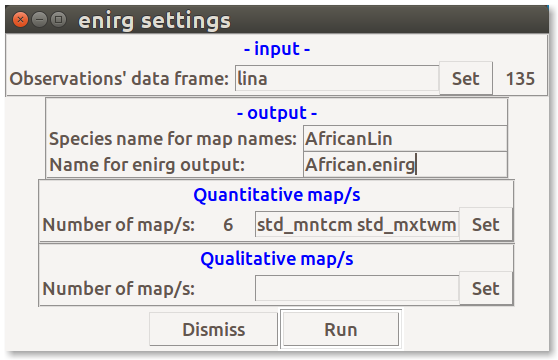 enirg settings
- input -
Observations' data frame: lina Set 135
- output -
Species name for map names: AfricanLin
Name for enirg output: African.enirg
Quantitative map/s
Number of map/s: 6 std_mntcm std_mxtwm Set
Qualitative map/s
Number of map/s: Set
Dismiss Run